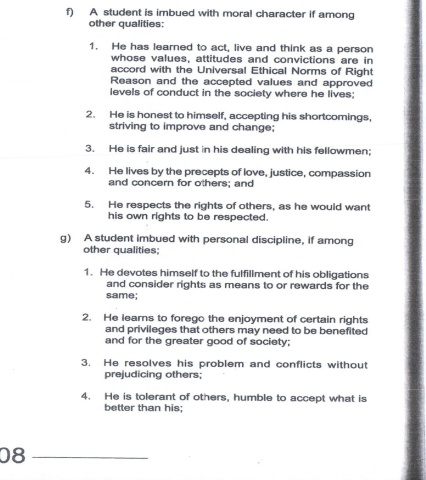 f) A student is imbued with moral character if among
other qualities:
1. He has learned to act, live and think as a person
whose values, attitudes and convictions are in
accord with the Universal Ethical Norms of Right
Reason and the accepted values and approved
levels of conduct in the society where he lives;
2. He is honest to himself, accepting his shortcomings,
striving to improve and change;
3. He is fair and just in his dealing with his fellowmen;
4. He lives by the precepts of love, justice, compassion
and concern for others; and
5. He respects the rights of others, as he would want
his own rights to be respected.
g) A student imbued with personal discipline, if among
other qualities;
1. He devotes himself to the fulfillment of his obligations
and consider rights as means to or rewards for the
same;
2. He learns to forego the enjoyment of certain rights
and privileges that others may need to be benefited
and for the greater good of society;
3. He resolves his problem and conflicts without
prejudicing others;
4. He is tolerant of others, humble to accept what is
better than his;
08